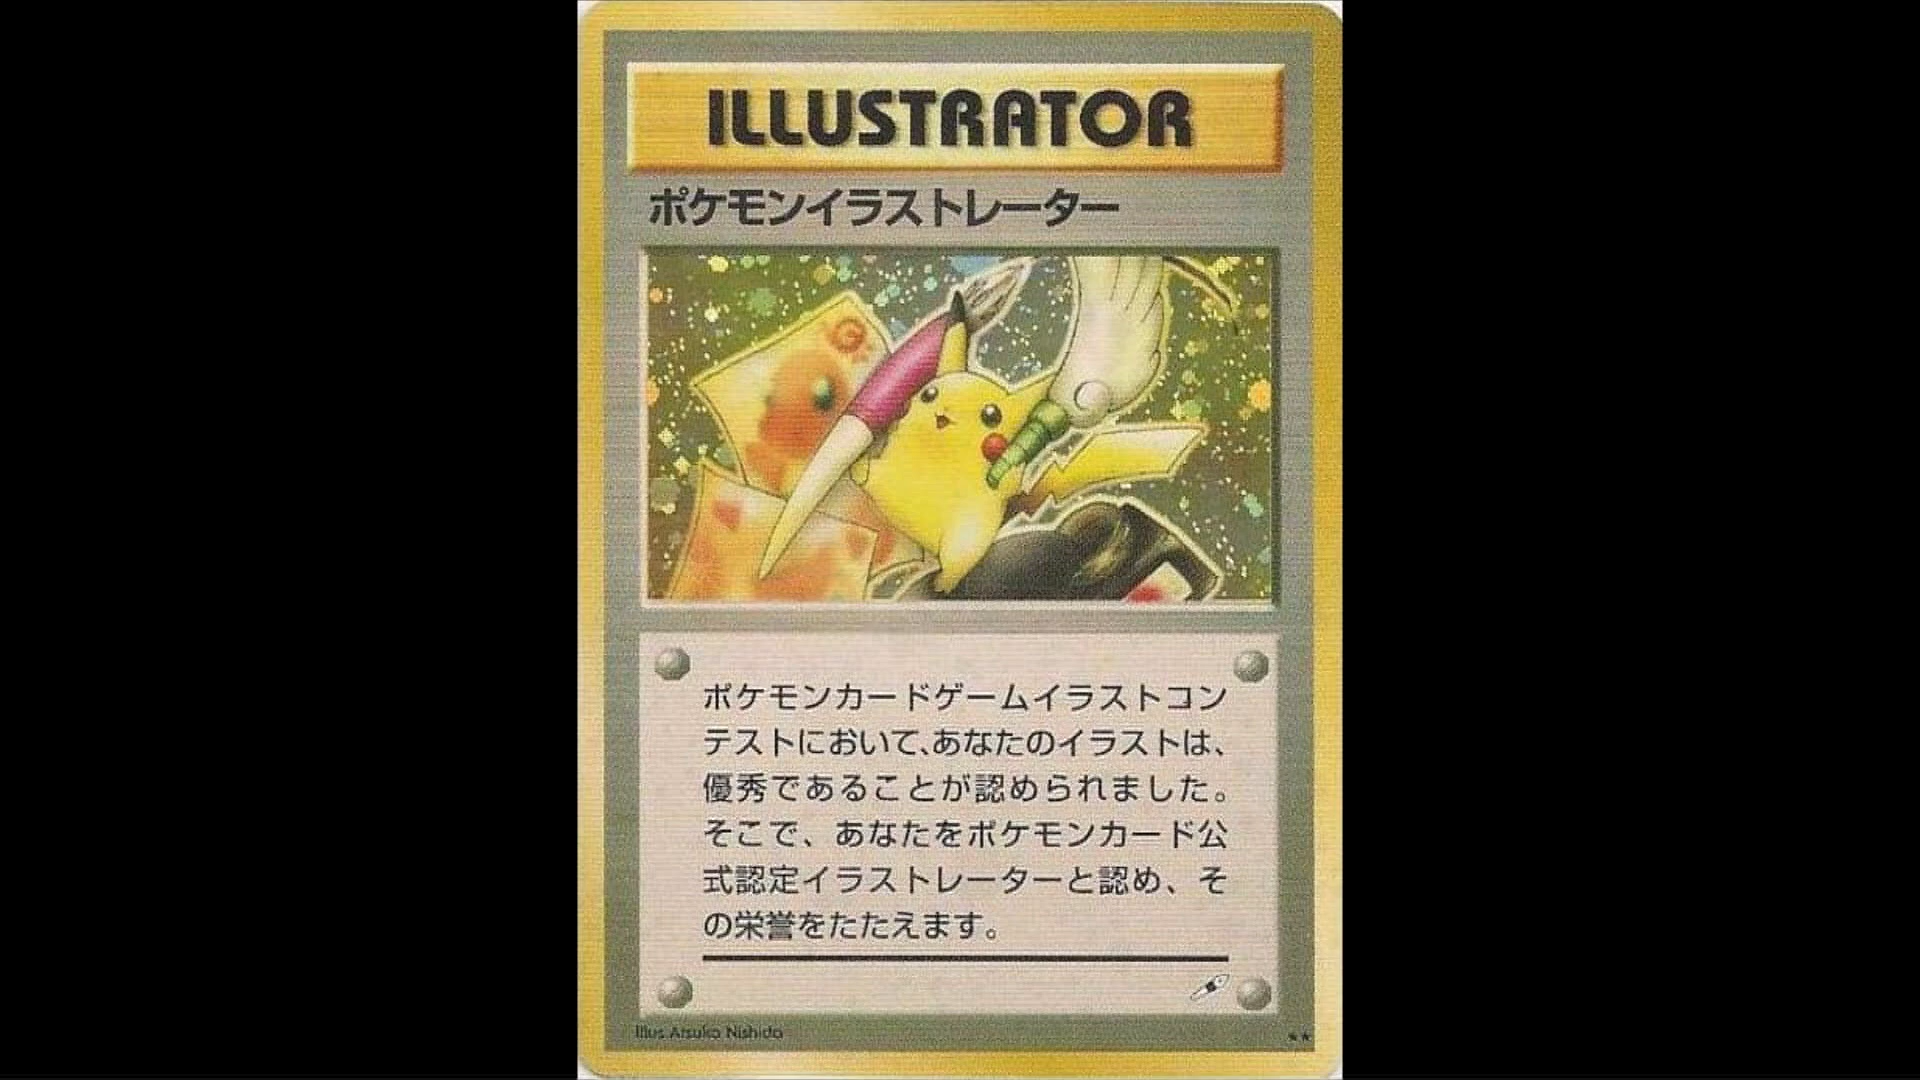 ILLUSTRATOR
ポケモンイラストレーター
ポケモンカードゲームイラストコン
テストにおいて、あなたのイラストは、
優秀であることが認められました。
そこで、あなたをポケモンカード公
式認定イラストレーターと認め、そ
の栄誉をたたえます。
Illus. Atsuko Nishida
★★